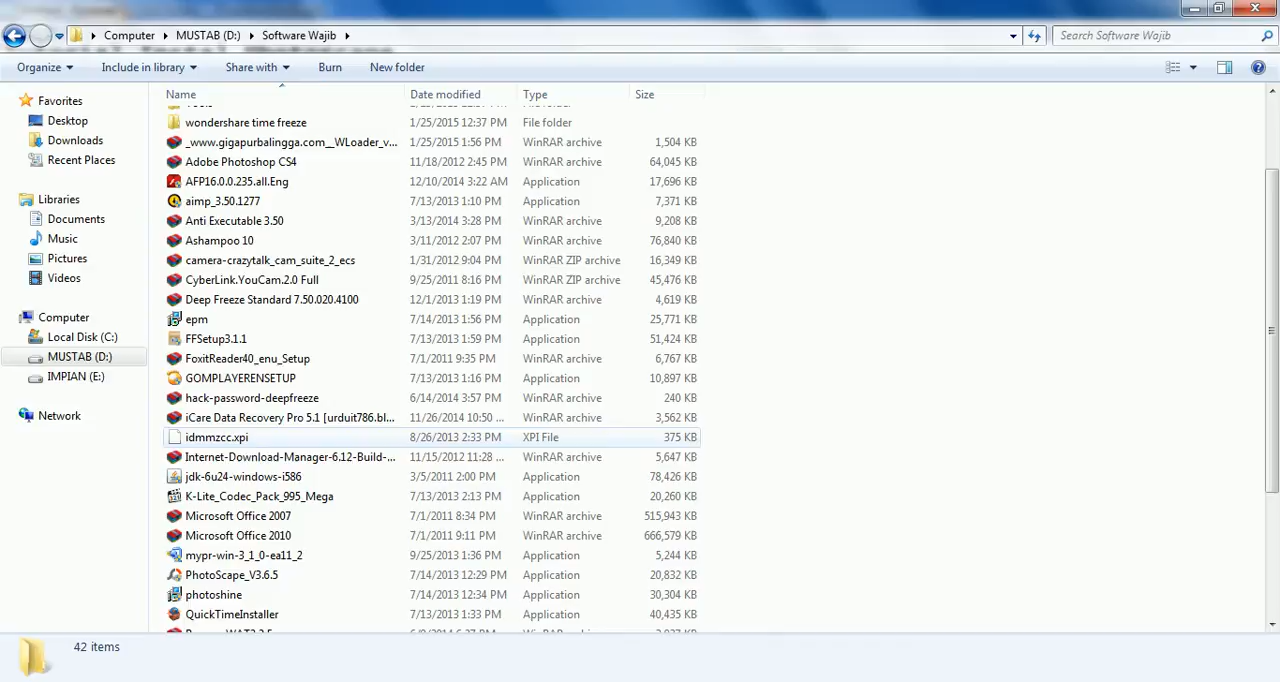 Computer MUSTAB (D:) Software Wajib Search Software Wajib
Organize Include in library Share with Burn New folder
Name Date modified Type Size
Favorites
Desktop
Downloads
Recent Places
Libraries
Documents
Music
Pictures
Videos
Computer
Local Disk (C:)
MUSTAB (D:)
IMPIAN (E:)
Network
wondershare time freeze 1/25/2015 12:37 PM File folder
_www.gigapurbalingga.com__WLoader_v... 1/25/2015 1:56 PM WinRAR archive 1,504 KB
Adobe Photoshop CS4 11/18/2012 2:45 PM WinRAR archive 64,045 KB
AFP16.0.0.235.all.Eng 12/10/2014 3:22 AM Application 17,696 KB
aimp_3.50.1277 7/13/2013 1:10 PM Application 7,371 KB
Anti Executable 3.50 3/13/2014 3:28 PM WinRAR archive 9,208 KB
Ashampoo 10 3/11/2012 2:07 PM WinRAR archive 76,840 KB
camera-crazytalk_cam_suite_2_ecs 1/31/2012 9:04 PM WinRAR ZIP archive 16,349 KB
CyberLink.YouCam.2.0 Full 9/25/2011 8:16 PM WinRAR ZIP archive 45,476 KB
Deep Freeze Standard 7.50.020.4100 12/1/2013 1:19 PM WinRAR archive 4,619 KB
epm 7/14/2013 1:56 PM Application 25,771 KB
FFSetup3.1.1 7/13/2013 1:59 PM Application 51,424 KB
FoxitReader40_enu_Setup 7/1/2011 9:35 PM WinRAR archive 6,767 KB
GOMPLAYERENSETUP 7/13/2013 1:16 PM Application 10,897 KB
hack-password-deepfreeze 6/14/2014 3:57 PM WinRAR archive 240 KB
iCare Data Recovery Pro 5.1 [urduit786.bl... 11/26/2014 10:50 ... WinRAR archive 3,562 KB
idmmzcc.xpi 8/26/2013 2:33 PM XPI File 375 KB
Internet-Download-Manager-6.12-Build-... 11/15/2012 11:28 ... WinRAR archive 5,647 KB
jdk-6u24-windows-i586 3/5/2011 2:00 PM Application 78,426 KB
K-Lite_Codec_Pack_995_Mega 7/13/2013 2:13 PM Application 20,260 KB
Microsoft Office 2007 7/1/2011 8:34 PM WinRAR archive 515,943 KB
Microsoft Office 2010 7/1/2011 9:11 PM WinRAR archive 666,579 KB
mypr-win-3_1_0-ea11_2 9/25/2013 1:36 PM Application 5,244 KB
PhotoScape_V3.6.5 7/14/2013 12:29 PM Application 20,832 KB
photoshine 7/14/2013 12:34 PM Application 30,304 KB
QuickTimeInstaller 7/13/2013 1:33 PM Application 40,435 KB
42 items